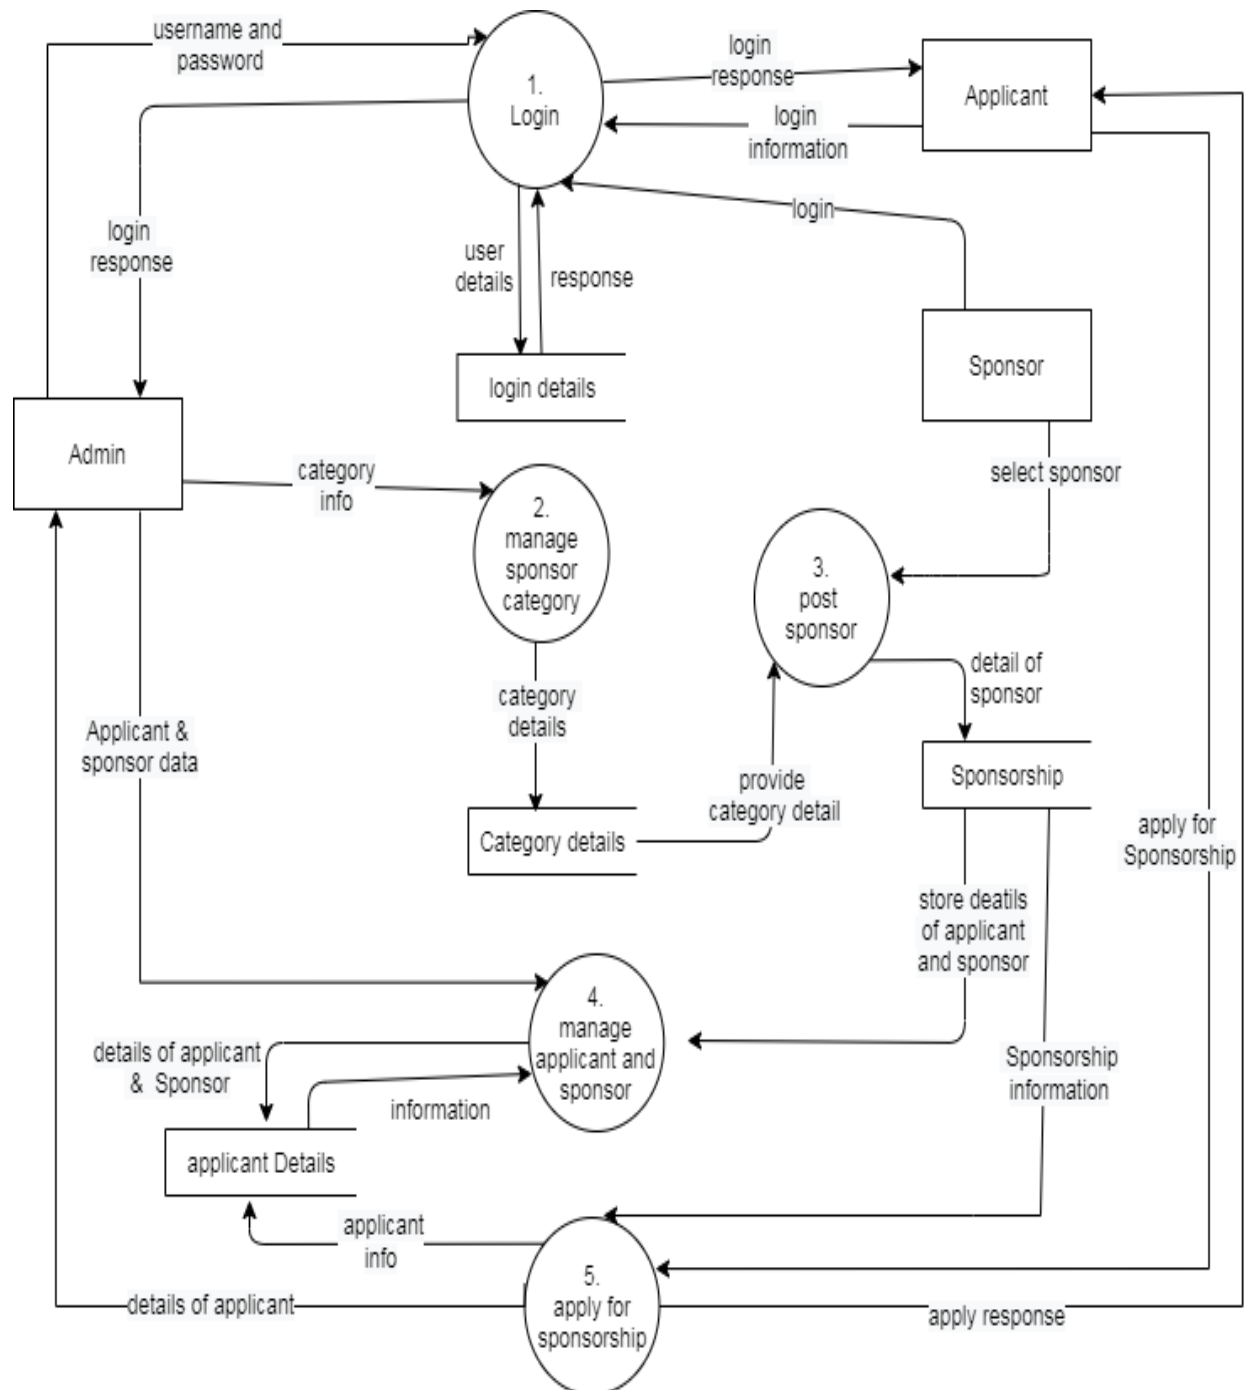 username and
password
login
response
1.
Login
Applicant
login
information
login
login
response
user
details
response
login details
Sponsor
Admin
category
info
select sponsor
2.
manage
sponsor
category
3.
post
sponsor
detail of
sponsor
category
details
Applicant &
sponsor data
provide
category detail
Sponsorship
Category details
apply for
Sponsorship
store deatils
of applicant
and sponsor
4.
manage
applicant and
sponsor
details of applicant
& Sponsor
information
Sponsorship
information
applicant Details
applicant
info
5.
apply for
sponsorship
details of applicant
apply response